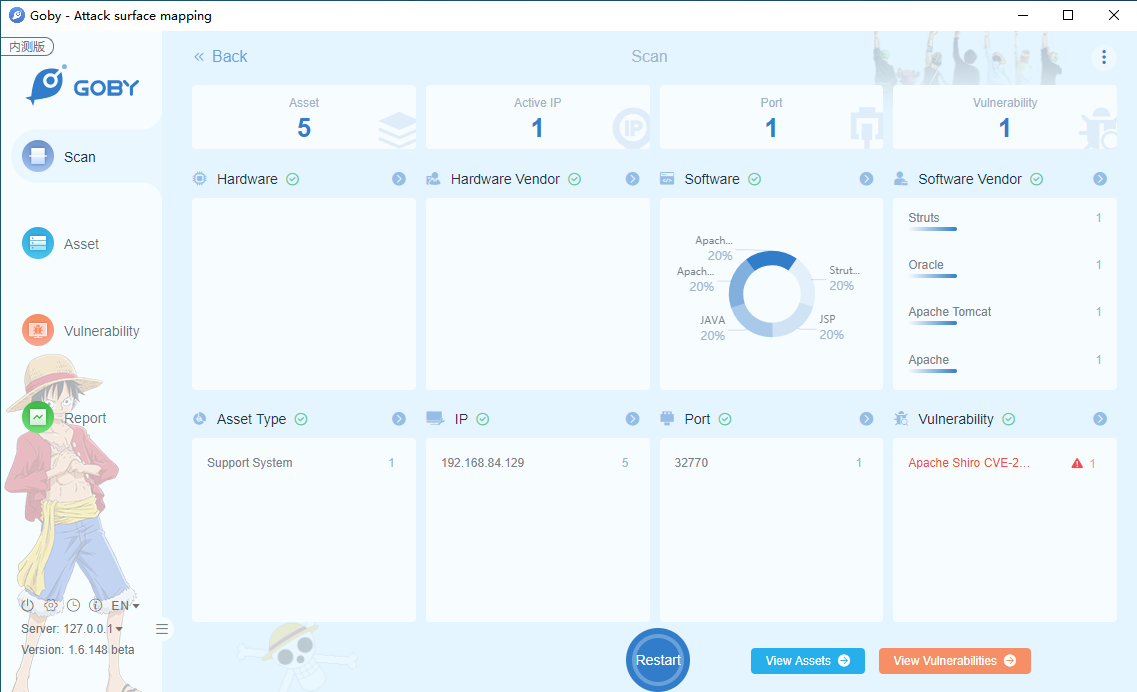 Goby - Attack surface mapping
内测版
GOBY
Scan
Asset
Vulnerability
Report
EN
Server: 127.0.0.1
Version: 1.6.148 beta
« Back
Scan
Asset
5
Active IP
1
IP
Port
1
Vulnerability
1
Hardware
Hardware Vendor
Software
Apach...
20%
Apach...
20%
JAVA
20%
Strut...
20%
JSP
20%
Software Vendor
Struts 1
Oracle 1
Apache Tomcat 1
Apache 1
Asset Type
Support System 1
IP
192.168.84.129 5
Port
32770 1
Vulnerability
Apache Shiro CVE-2... 1
Restart
View Assets
View Vulnerabilities